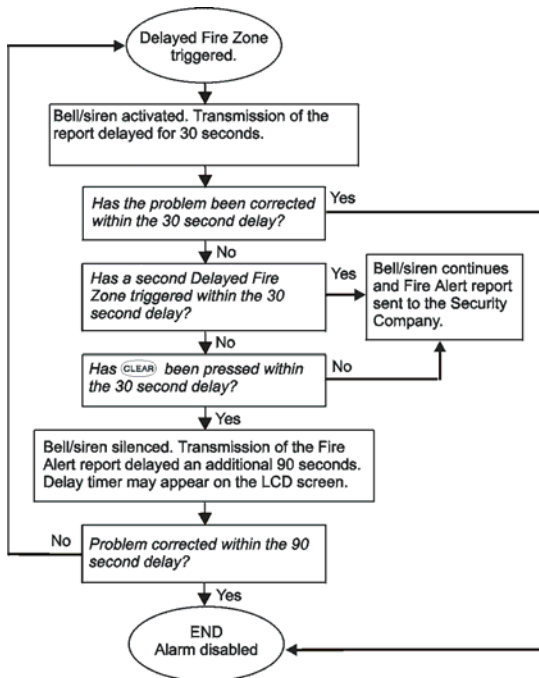 Delayed Fire Zone
triggered.
Bell/siren activated. Transmission of the
report delayed for 30 seconds.
Has the problem been corrected
within the 30 second delay?
Yes
No
Has a second Delayed Fire
Zone triggered within the 30
second delay?
Yes
Bell/siren continues
and Fire Alert report
sent to the Security
Company.
No
Has CLEAR been pressed within
the 30 second delay?
No
Yes
Bell/siren silenced. Transmission of the Fire
Alert report delayed an additional 90 seconds.
Delay timer may appear on the LCD screen.
No
Problem corrected within the 90
second delay?
Yes
END
Alarm disabled